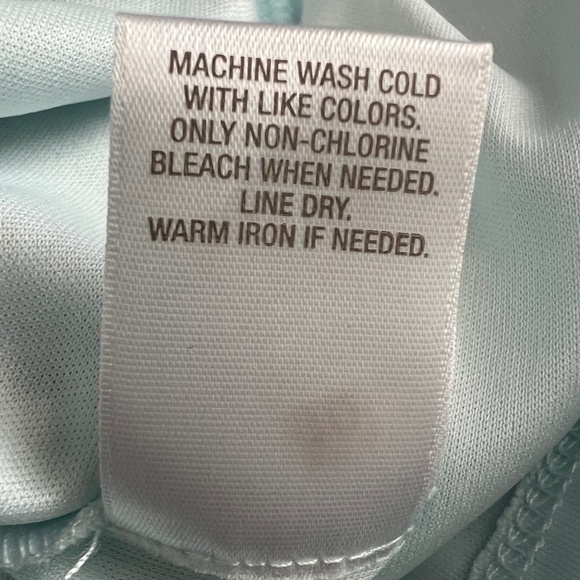 MACHINE WASH COLD
WITH LIKE COLORS.
ONLY NON-CHLORINE
BLEACH WHEN NEEDED.
LINE DRY.
WARM IRON IF NEEDED.